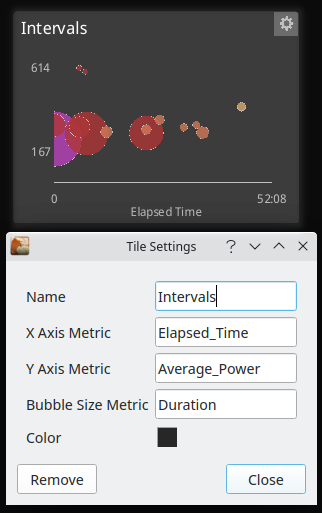 Intervals
614
167
0 52:08
Elapsed Time
Tile Settings
Name Intervals
X Axis Metric Elapsed_Time
Y Axis Metric Average_Power
Bubble Size Metric Duration
Color
Remove Close